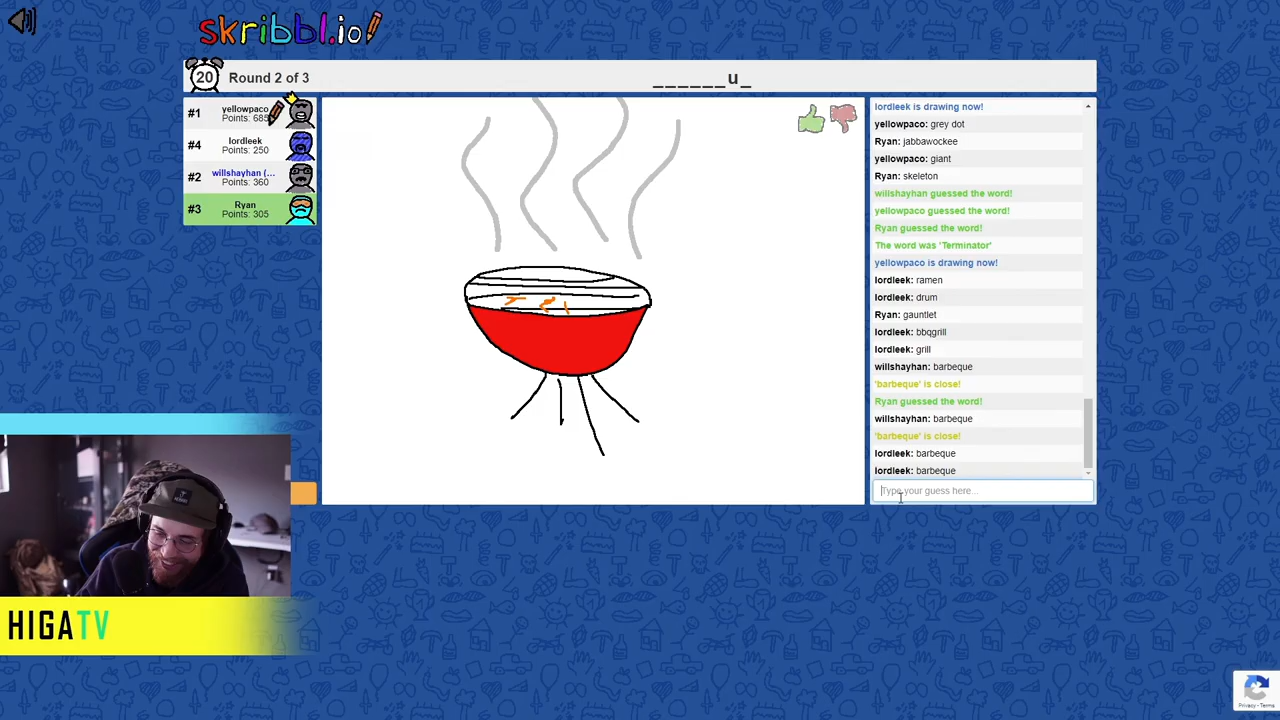 skribbl.io
20
Round 2 of 3
______u_
#1
yellowpaco
Points: 685
#4
lordleek
Points: 250
#2
willshayhan (...
Points: 360
#3
Ryan
Points: 305
lordleek is drawing now!
yellowpaco: grey dot
Ryan: jabbawockee
yellowpaco: giant
Ryan: skeleton
willshayhan guessed the word!
yellowpaco guessed the word!
Ryan guessed the word!
The word was 'Terminator'
yellowpaco is drawing now!
lordleek: ramen
lordleek: drum
Ryan: gauntlet
lordleek: bbqgrill
lordleek: grill
willshayhan: barbeque
'barbeque' is close!
Ryan guessed the word!
willshayhan: barbeque
'barbeque' is close!
lordleek: barbeque
lordleek: barbeque
Type your guess here...
HIGATV
Privacy - Terms